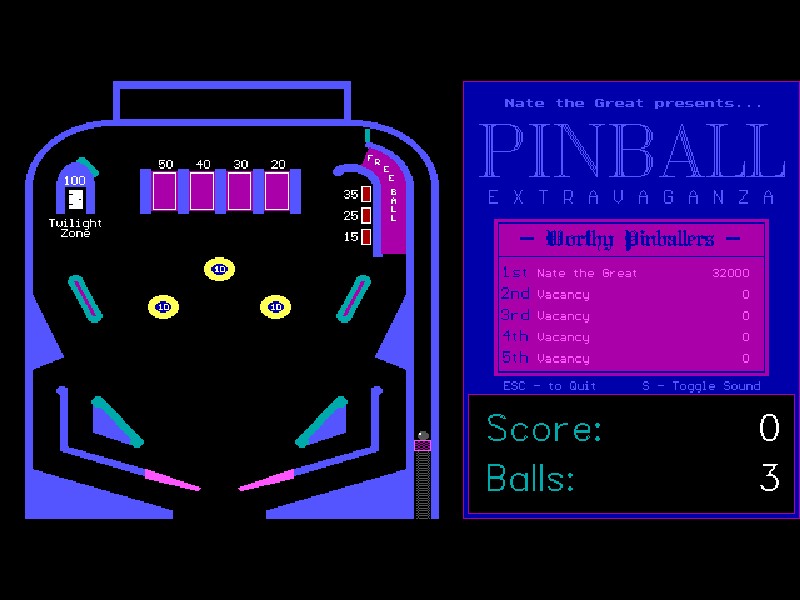 Nate the Great presents...
PINBALL
EXTRAVAGANZA
50 40 30 20
FREE BALL
100
35
25
15
Twilight
Zone
10
10 10
- Worthy Pinballers -
1st Nate the Great 32000
2nd Vacancy 0
3rd Vacancy 0
4th Vacancy 0
5th Vacancy 0
ESC - to Quit S - Toggle Sound
Score: 0
Balls: 3